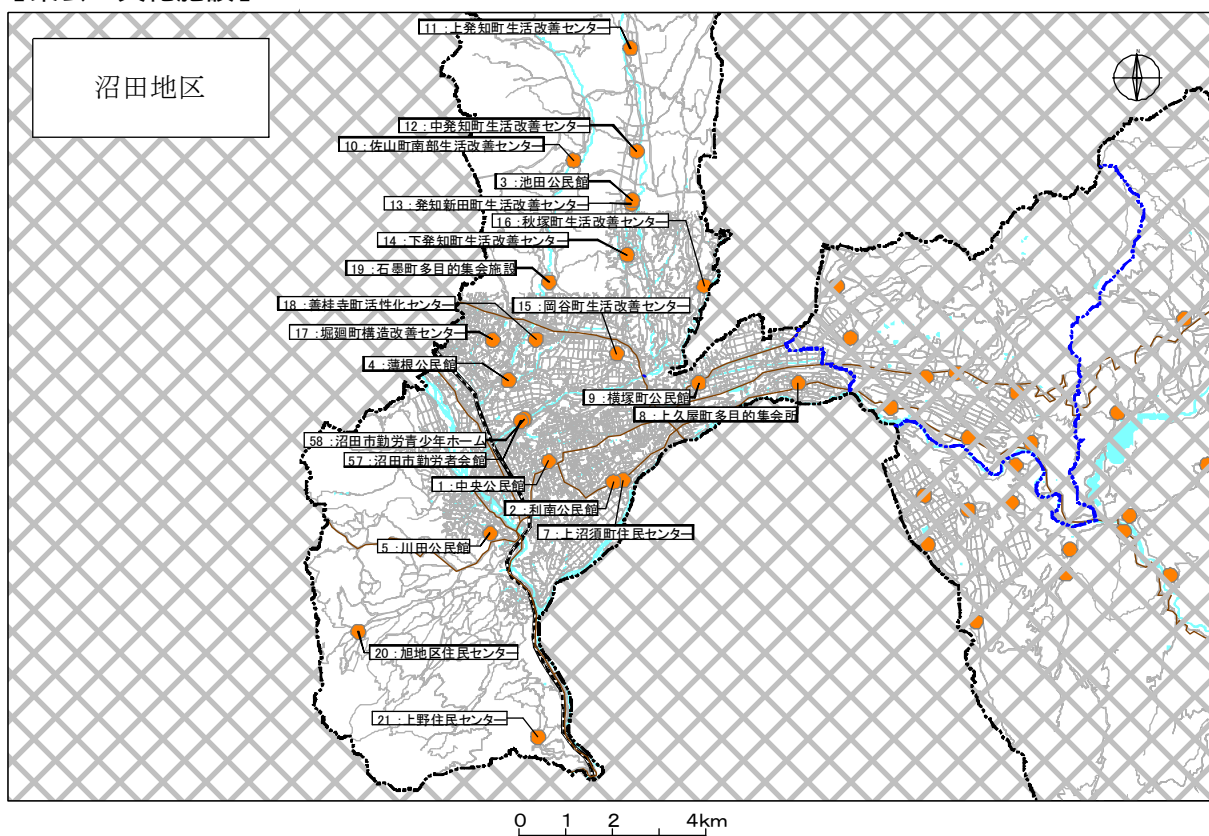 沼田地区
N
11：上発知町生活改善センター
12：中発知町生活改善センター
10：佐山町南部生活改善センター
3：池田公民館
13：発知新田町生活改善センター
16：秋塚町生活改善センター
14：下発知町生活改善センター
19：石墨町多目的集会施設
18：善桂寺町活性化センター
15：岡谷町生活改善センター
17：堀廻町構造改善センター
4：薄根公民館
9：横塚町公民館
8：上久屋町多目的集会所
58：沼田市勤労青少年ホーム
57：沼田市勤労者会館
1：中央公民館
2：利南公民館
7：上沼須町住民センター
5：川田公民館
20：旭地区住民センター
21：上野住民センター
0 1 2 4km